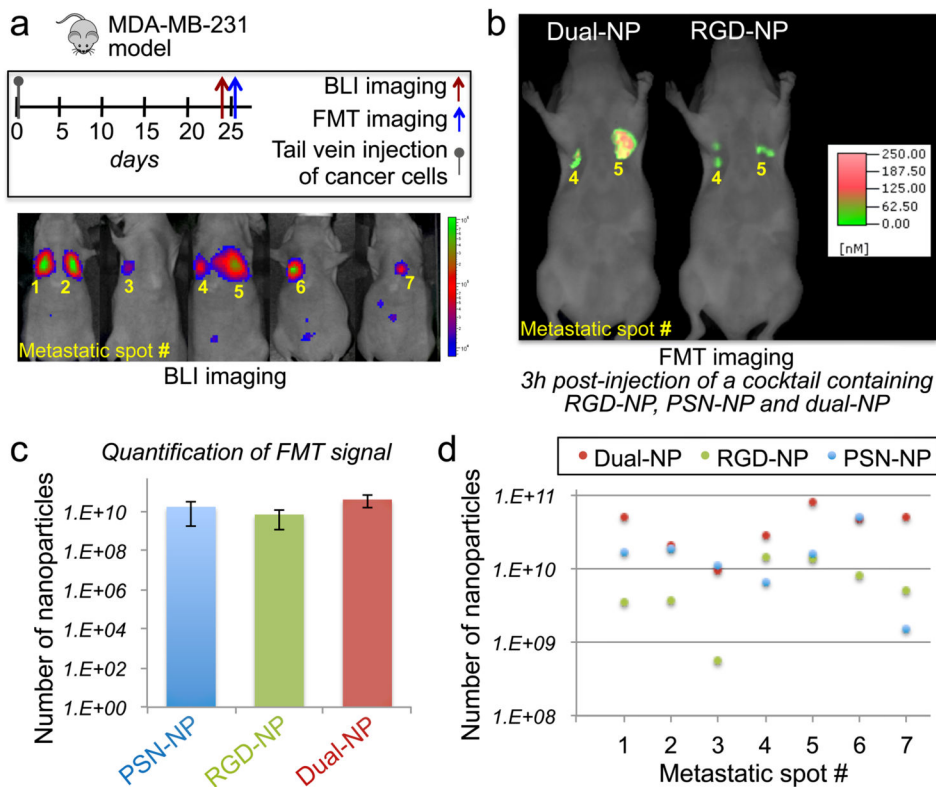 a
MDA-MB-231
model
BLI imaging
FMT imaging
Tail vein injection
of cancer cells
0 5 10 15 20 25
days
1 2 3 4 5 6 7
Metastatic spot #
BLI imaging
b
Dual-NP RGD-NP
4 5 4 5
250.00
187.50
125.00
62.50
0.00
[nM]
Metastatic spot #
FMT imaging
3h post-injection of a cocktail containing
RGD-NP, PSN-NP and dual-NP
c
Quantification of FMT signal
Number of nanoparticles
1.E+10
1.E+08
1.E+06
1.E+04
1.E+02
1.E+00
PSN-NP
RGD-NP
Dual-NP
d
Dual-NP RGD-NP PSN-NP
Number of nanoparticles
1.E+11
1.E+10
1.E+09
1.E+08
1 2 3 4 5 6 7
Metastatic spot #